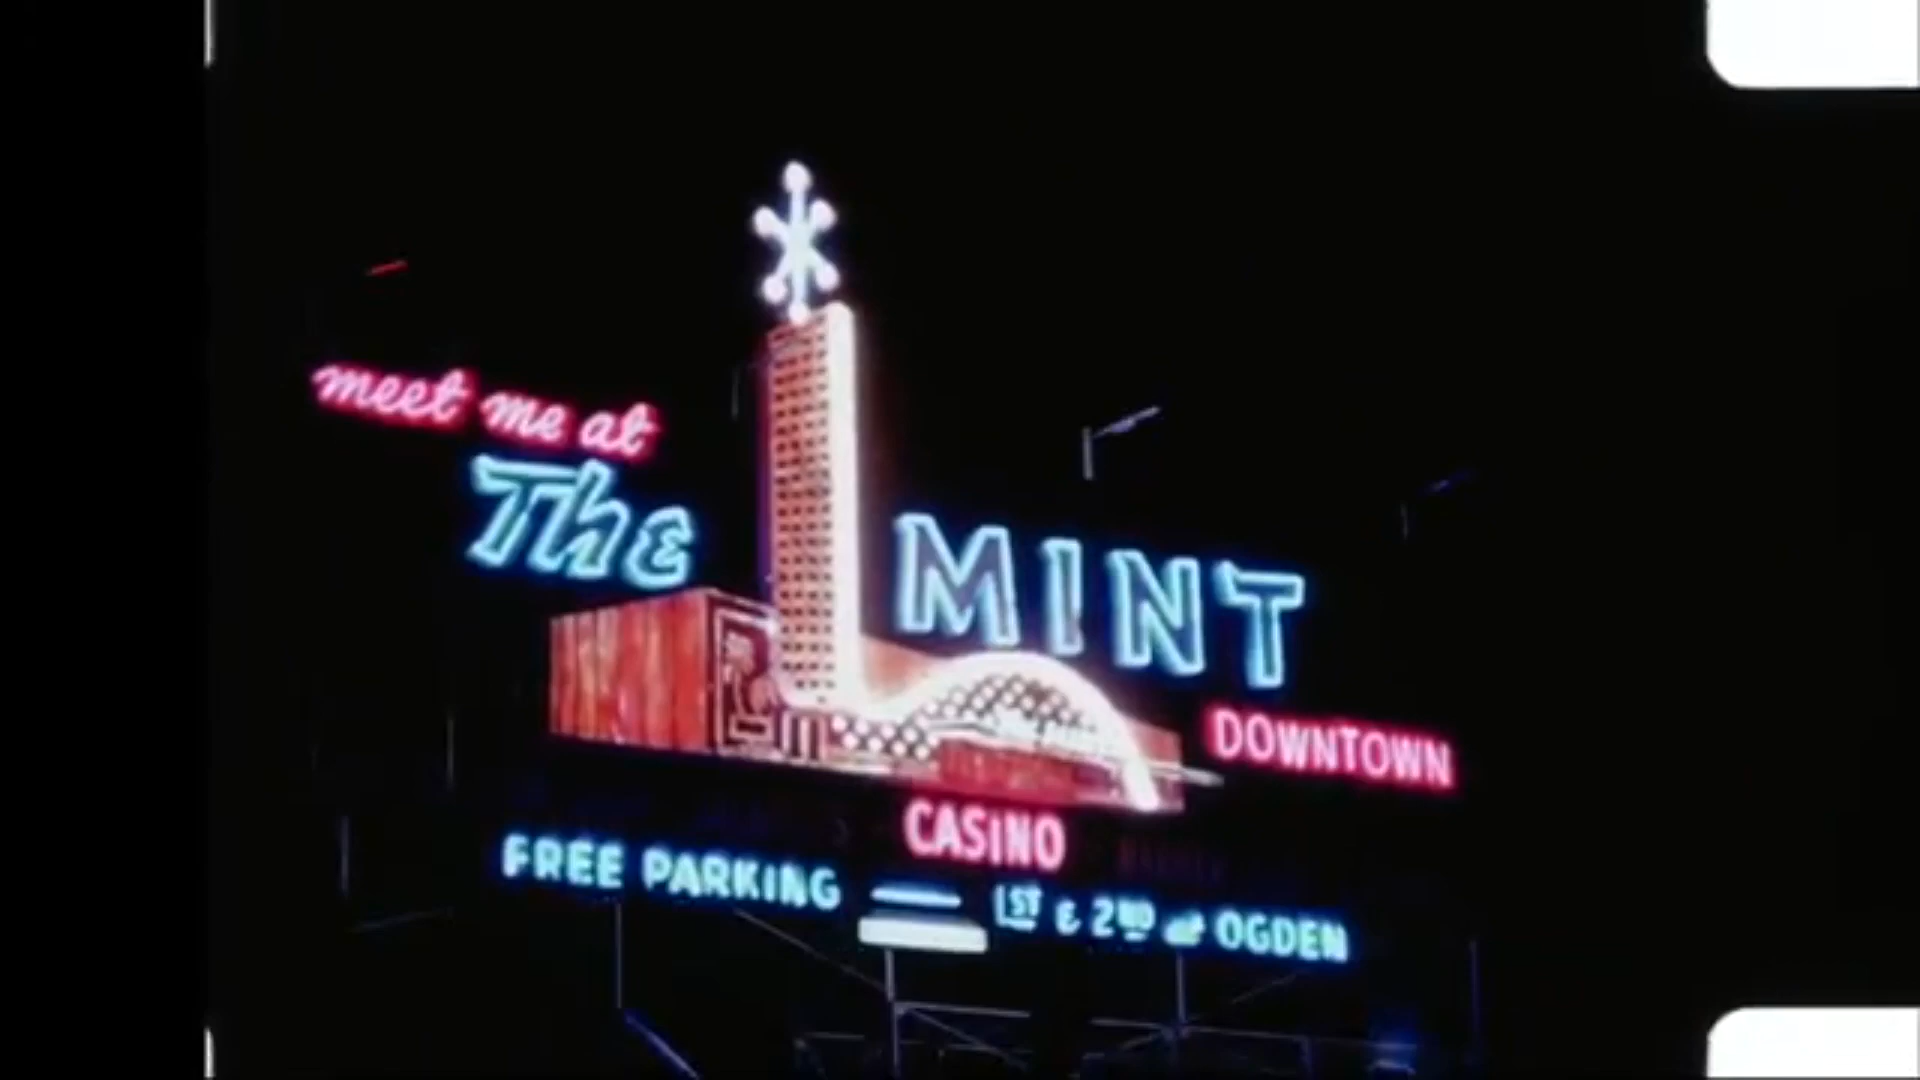 meet me at
The MINT
DOWNTOWN
CASINO
FREE PARKING — 1ST & 2ND at OGDEN